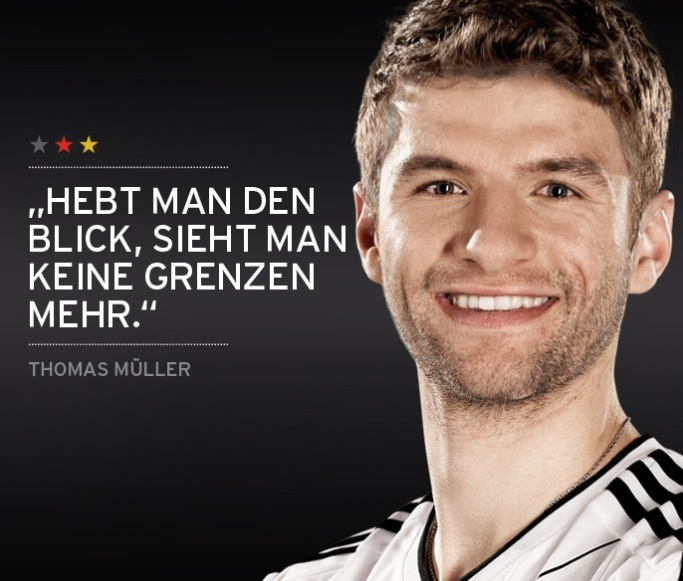 „HEBT MAN DEN
BLICK, SIEHT MAN
KEINE GRENZEN
MEHR.“
THOMAS MÜLLER